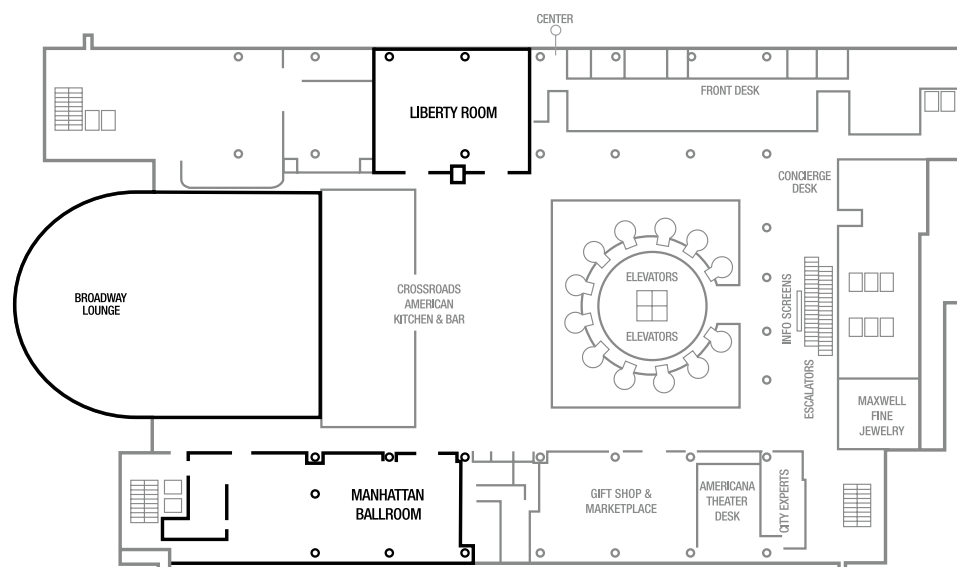 CENTER
LIBERTY ROOM
FRONT DESK
CONCIERGE
DESK
BROADWAY
LOUNGE
CROSSROADS
AMERICAN
KITCHEN & BAR
ELEVATORS
ELEVATORS
INFO SCREENS
ESCALATORS
MAXWELL
FINE
JEWELRY
MANHATTAN
BALLROOM
GIFT SHOP &
MARKETPLACE
AMERICANA
THEATER
DESK
CITY EXPERTS